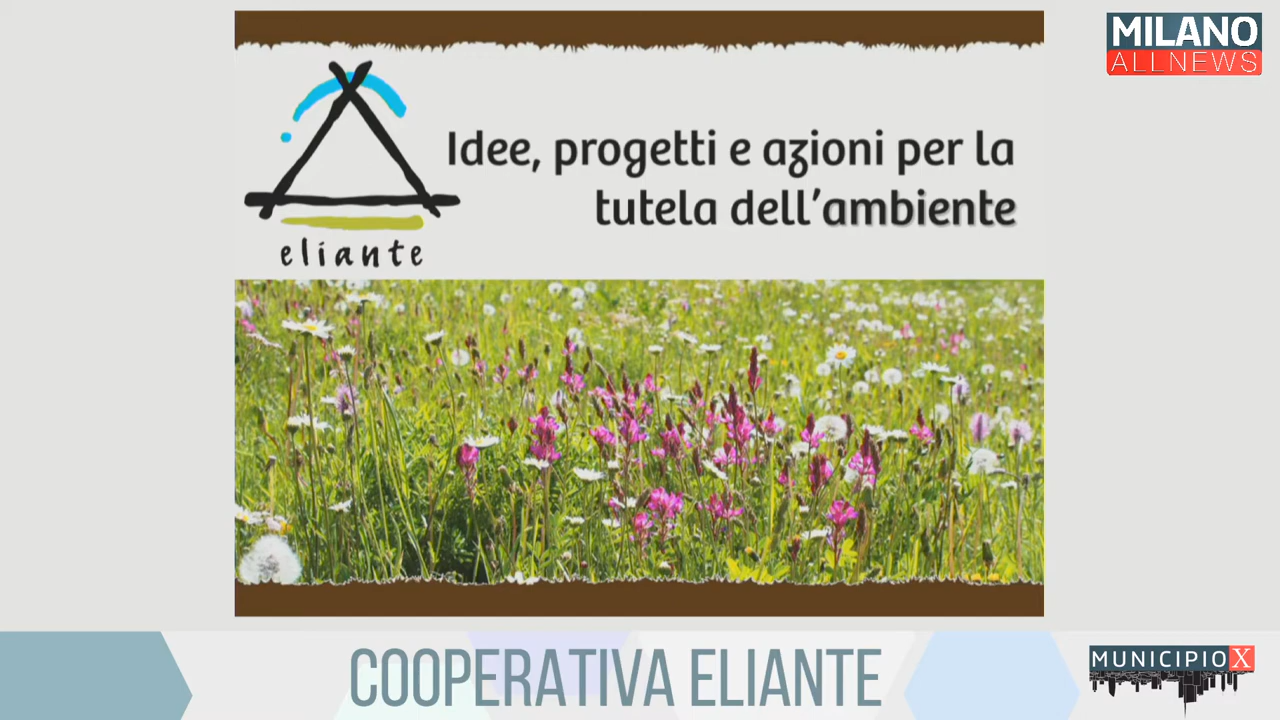 MILANO
ALLNEWS
Idee, progetti e azioni per la
tutela dell'ambiente
eliante
COOPERATIVA ELIANTE
MUNICIPIO X